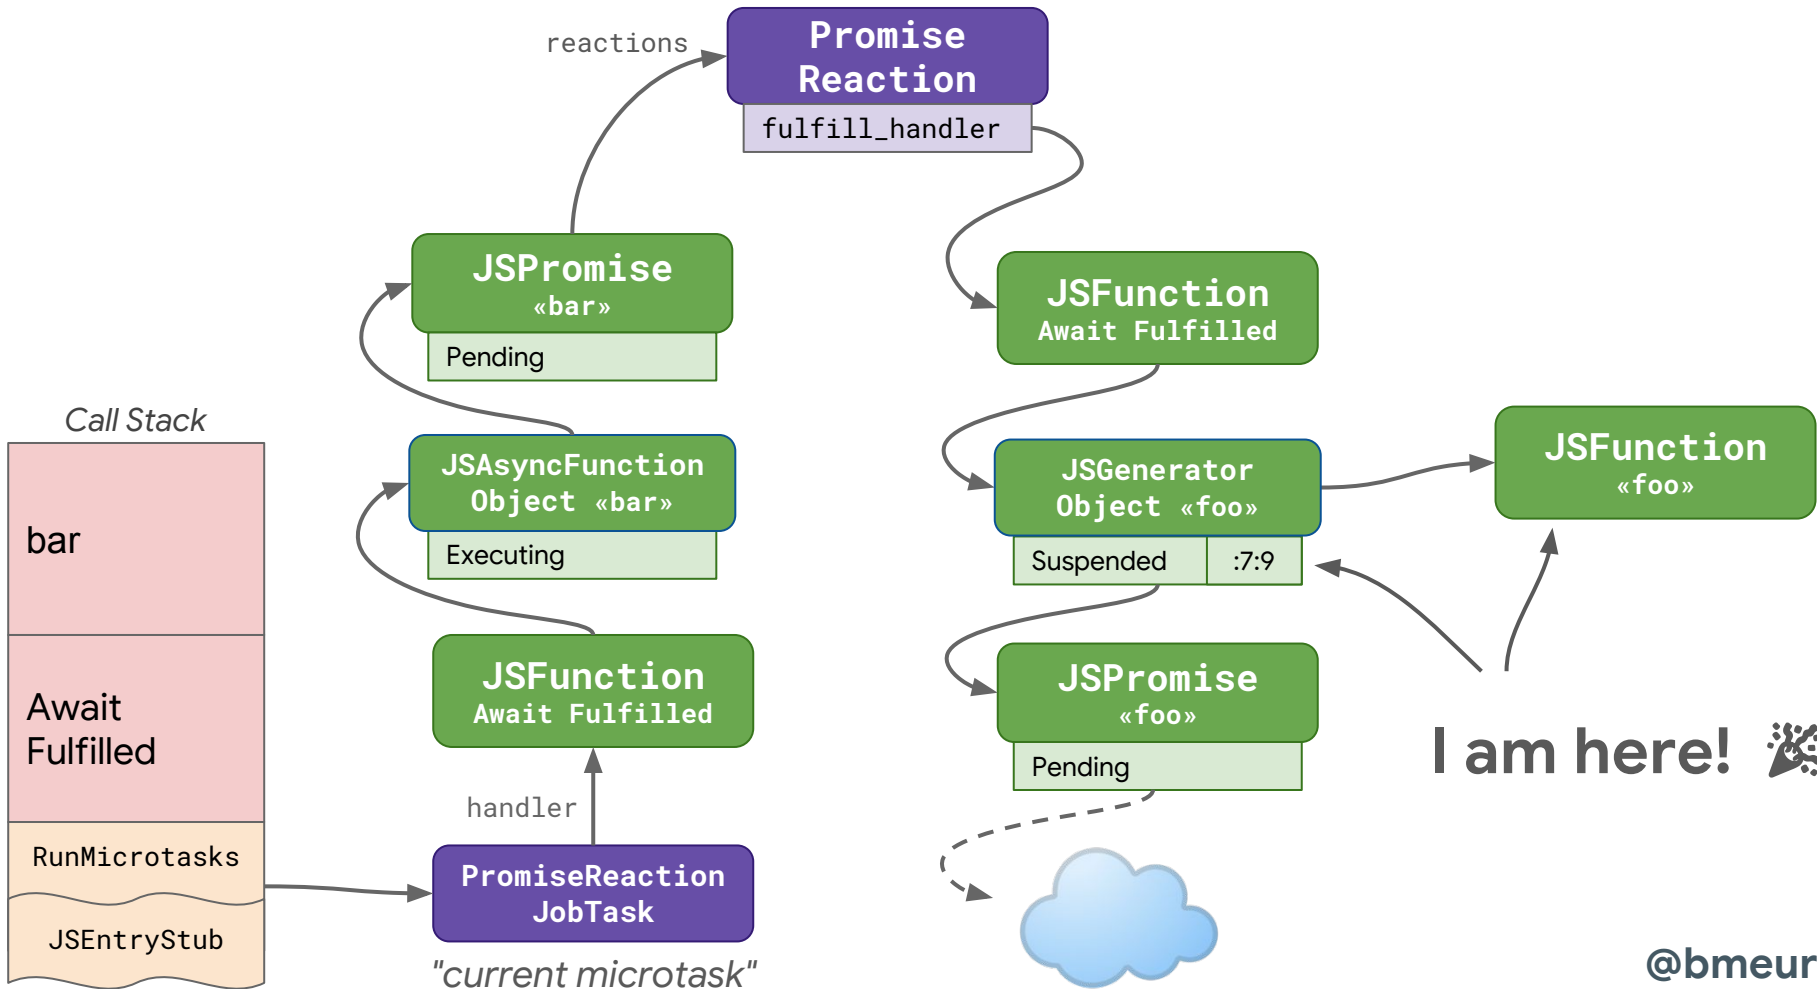 reactions
Promise
Reaction
fulfill_handler
JSPromise
«bar»
Pending
JSFunction
Await Fulfilled
Call Stack
bar
Await
Fulfilled
RunMicrotasks
JSEntryStub
JSAsyncFunction
Object «bar»
Executing
JSGenerator
Object «foo»
Suspended
:7:9
JSFunction
«foo»
JSFunction
Await Fulfilled
JSPromise
«foo»
Pending
I am here!
handler
PromiseReaction
JobTask
"current microtask"
@bmeur